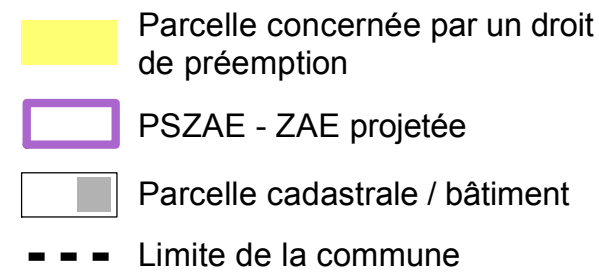 Parcelle concernée par un droit
de préemption
PSZAE - ZAE projetée
Parcelle cadastrale / bâtiment
Limite de la commune